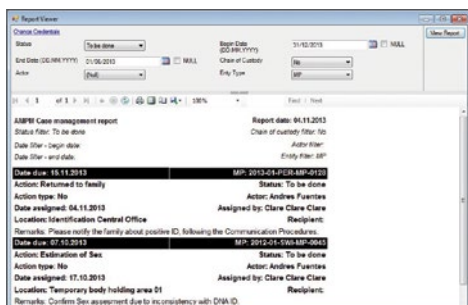 Report Viewer
Change Credentials
View Report
Status To be done Begin Date (DD.MM.YYYY) 31/10/2013 NULL
End Date (DD.MM.YYYY) 01/06/2013 NULL Chain of Custody No
Actor (Null) Entity Type MP
1 of 1 100% Find | Next
AMPM Case management report Report date: 04.11.2013
Status filter: To be done Chain of custody filter: No
Date filter - begin date: Actor filter:
Date filter - end date: Entity filter: MP
Date due: 15.11.2013 MP: 2013-01-PER-MP-0120
Action: Returned to family Status: To be done
Action type: No Actor: Andres Fuentes
Date assigned: 04.11.2013 Assigned by: Clare Clare Clare
Location: Identification Central Office Recipient:
Remarks: Please notify the family about positive ID, following the Communication Procedures.
Date due: 07.10.2013 MP: 2012-01-SWI-MP-0045
Action: Estimation of Sex Status: To be done
Action type: No Actor: Andres Fuentes
Date assigned: 17.10.2013 Assigned by: Clare Clare Clare
Location: Temporary body holding area 01 Recipient:
Remarks: Confirm Sex assesment due to inconsistency with DNA ID.